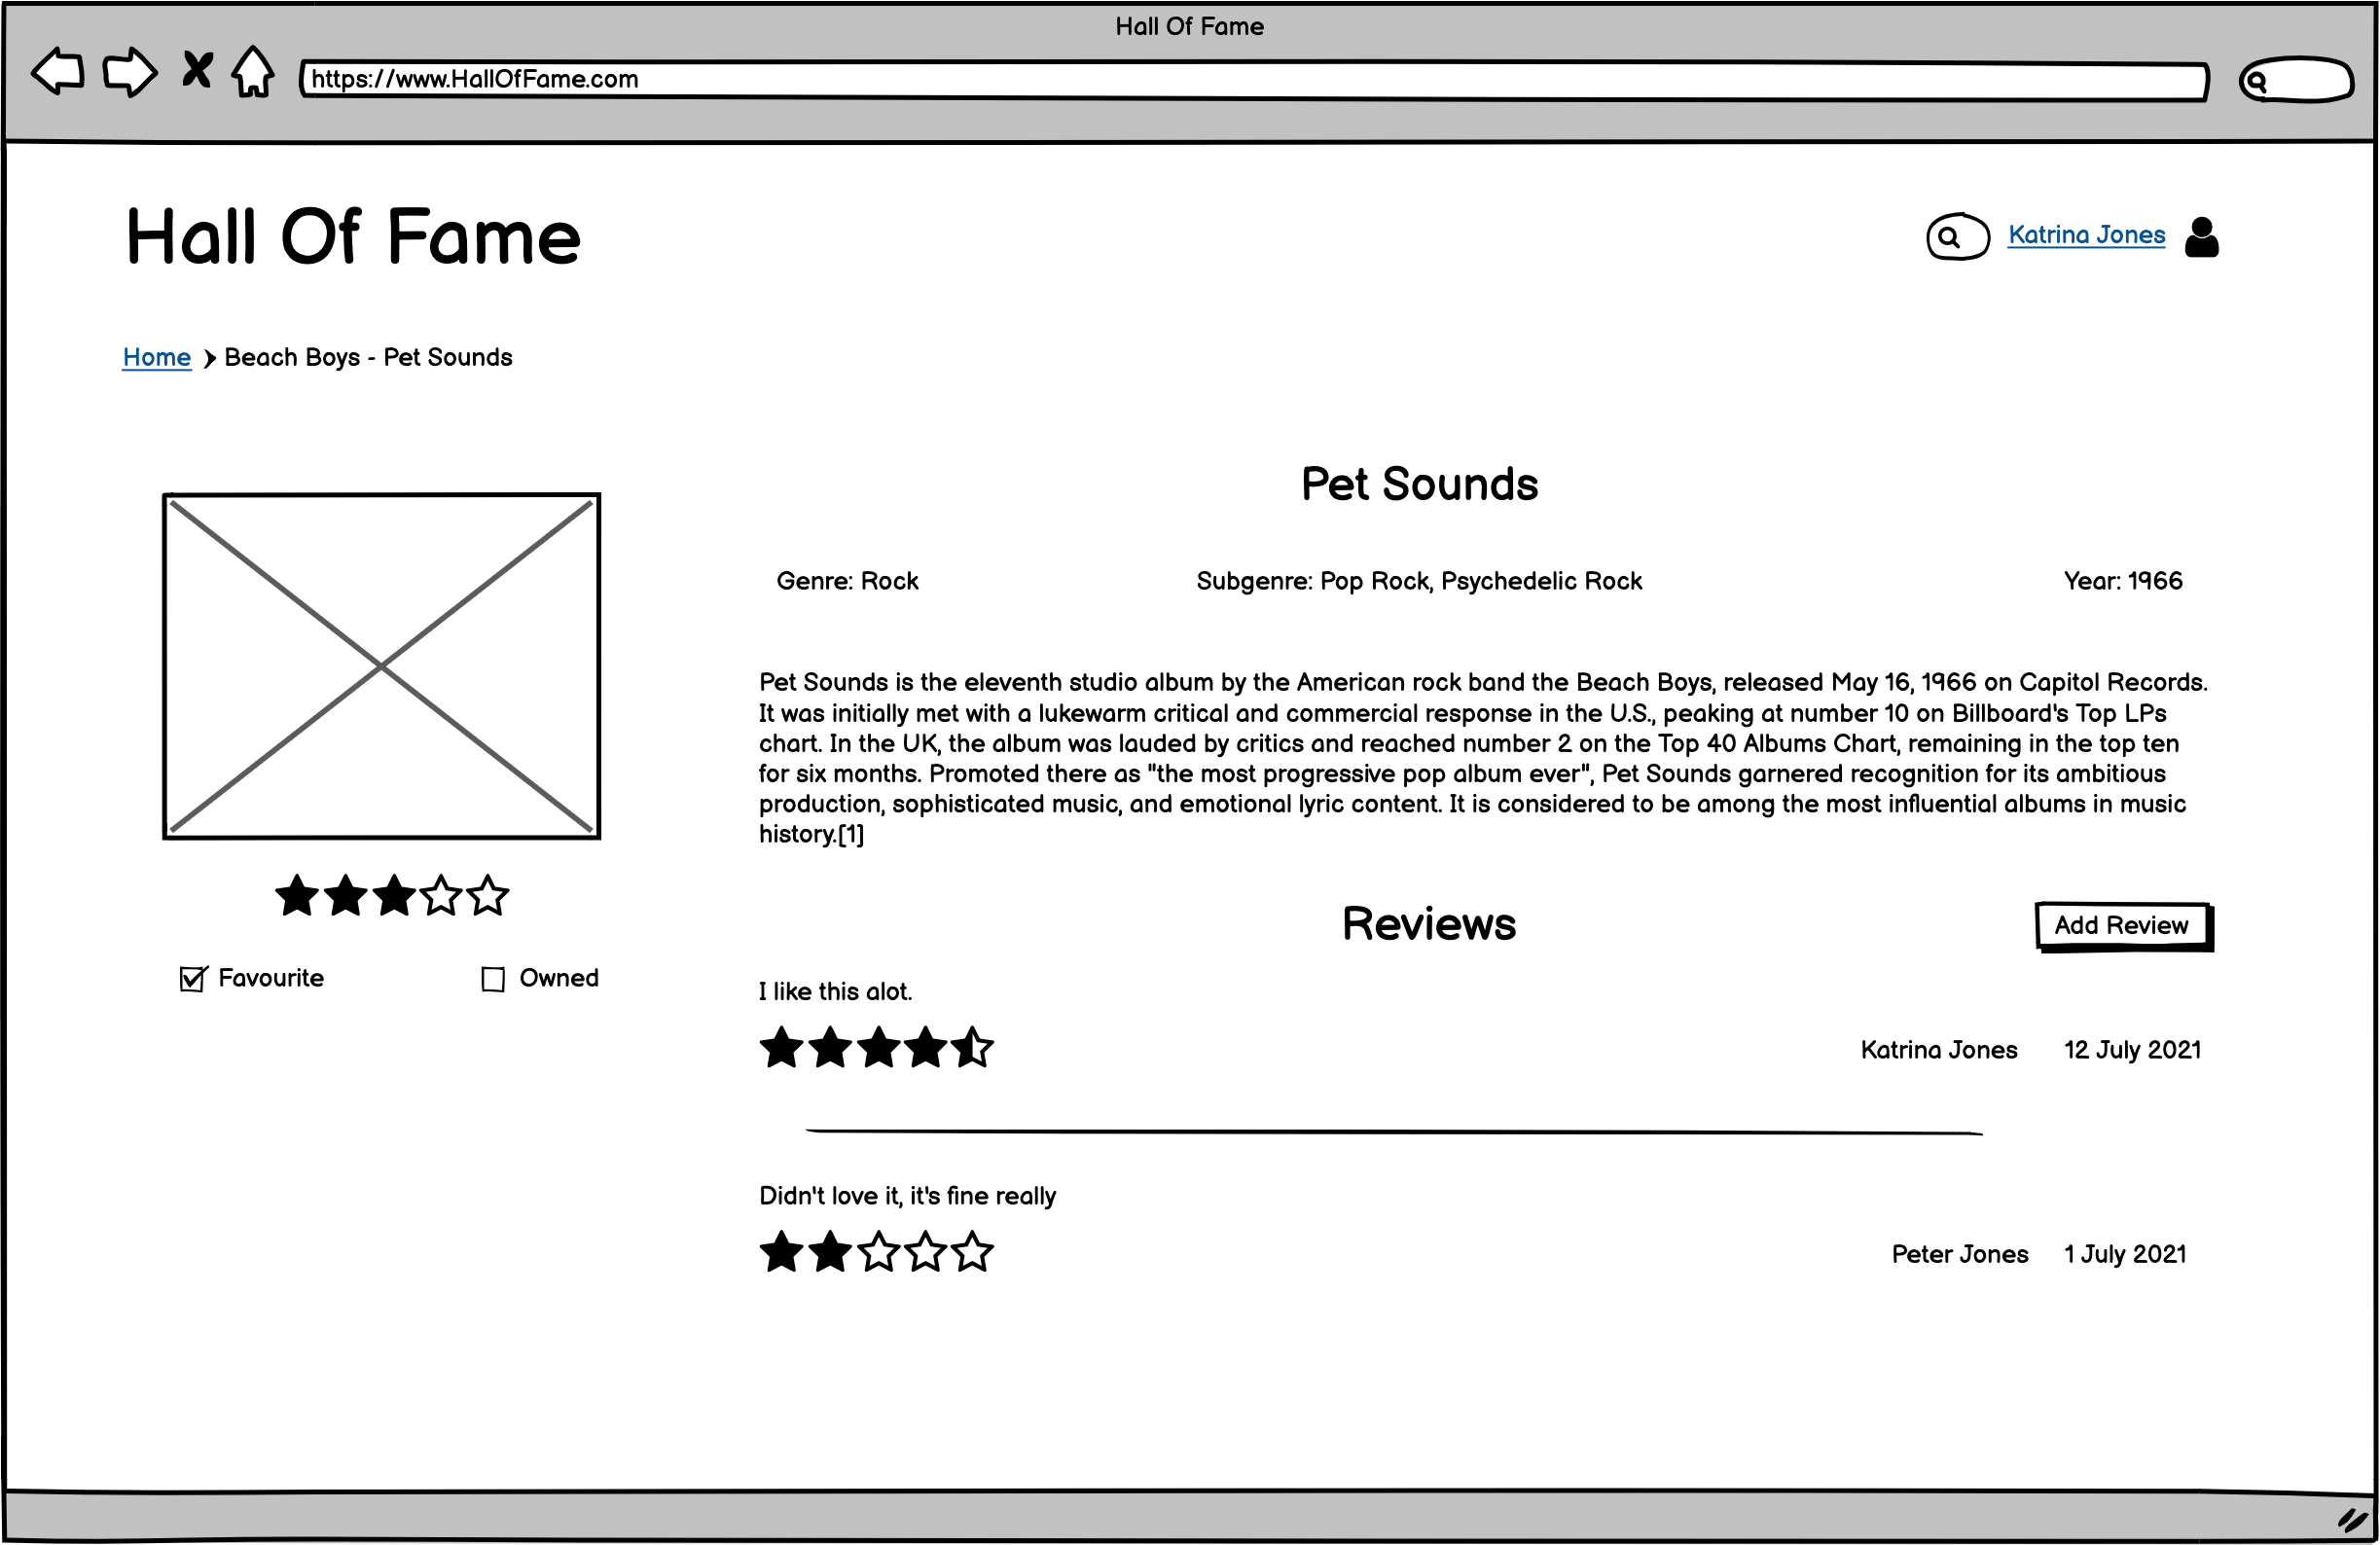 Hall Of Fame
https://www.HallOfFame.com
Hall Of Fame
Katrina Jones
Home
Beach Boys - Pet Sounds
Pet Sounds
Genre: Rock
Subgenre: Pop Rock, Psychedelic Rock
Year: 1966
Pet Sounds is the eleventh studio album by the American rock band the Beach Boys, released May 16, 1966 on Capitol Records.
It was initially met with a lukewarm critical and commercial response in the U.S., peaking at number 10 on Billboard's Top LPs
chart. In the UK, the album was lauded by critics and reached number 2 on the Top 40 Albums Chart, remaining in the top ten
for six months. Promoted there as "the most progressive pop album ever", Pet Sounds garnered recognition for its ambitious
production, sophisticated music, and emotional lyric content. It is considered to be among the most influential albums in music
history.[1]
Favourite
Owned
Reviews
Add Review
I like this alot.
Katrina Jones
12 July 2021
Didn't love it, it's fine really
Peter Jones
1 July 2021